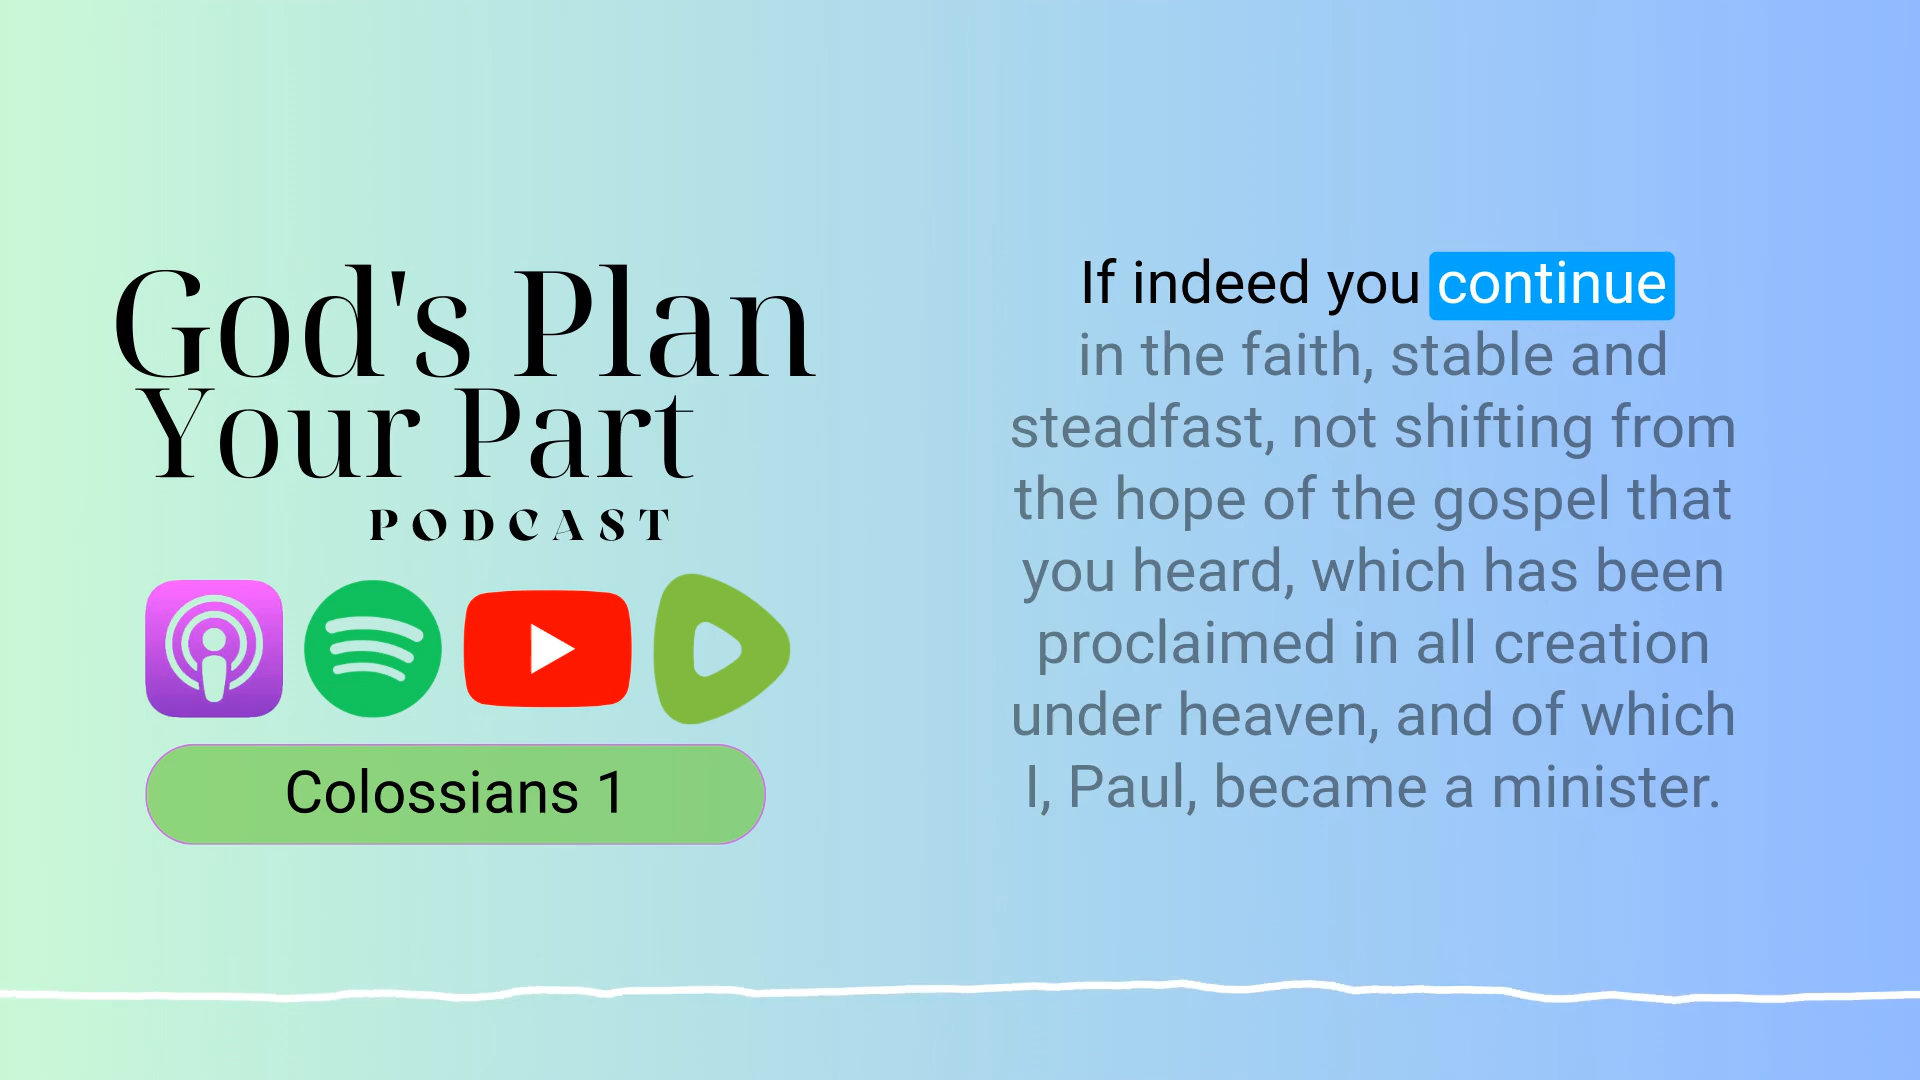 God's Plan
Your Part
PODCAST
Colossians 1
If indeed you continue
in the faith, stable and
steadfast, not shifting from
the hope of the gospel that
you heard, which has been
proclaimed in all creation
under heaven, and of which
I, Paul, became a minister.